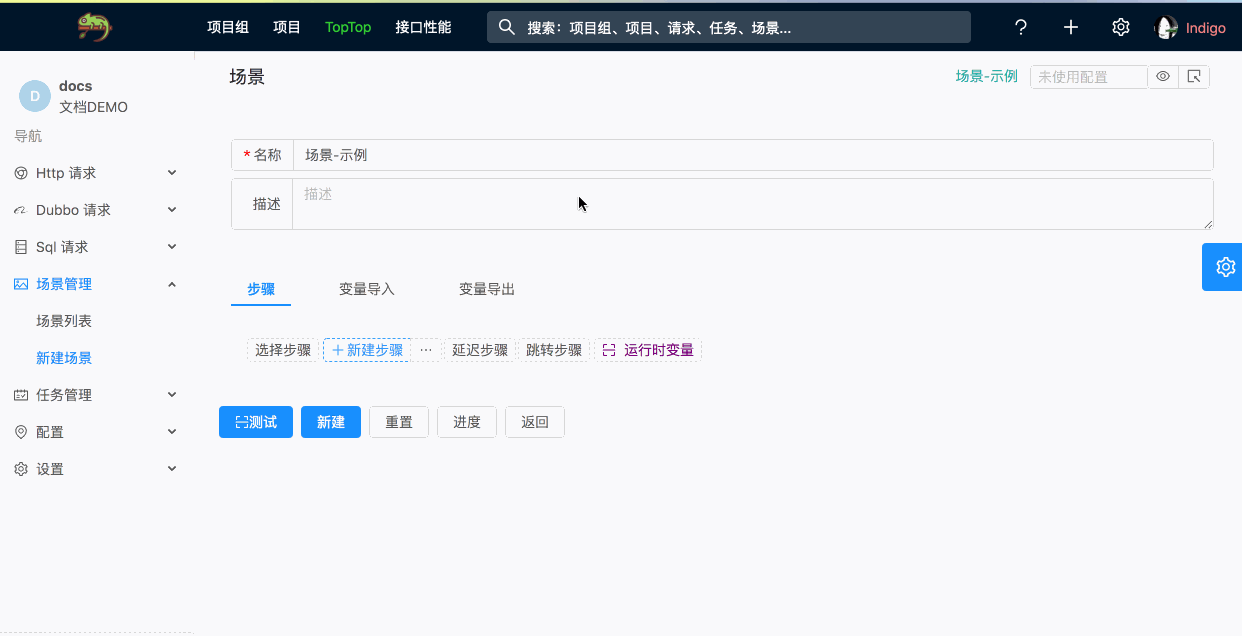 项目组 项目 TopTop 接口性能 搜索：项目组、项目、请求、任务、场景... Indigo
D docs
文档DEMO
导航
Http 请求
Dubbo 请求
Sql 请求
场景管理
场景列表
新建场景
任务管理
配置
设置
场景 场景-示例 未使用配置
* 名称 场景-示例
描述 描述
步骤 变量导入 变量导出
选择步骤 + 新建步骤 ··· 延迟步骤 跳转步骤 运行时变量
测试 新建 重置 进度 返回